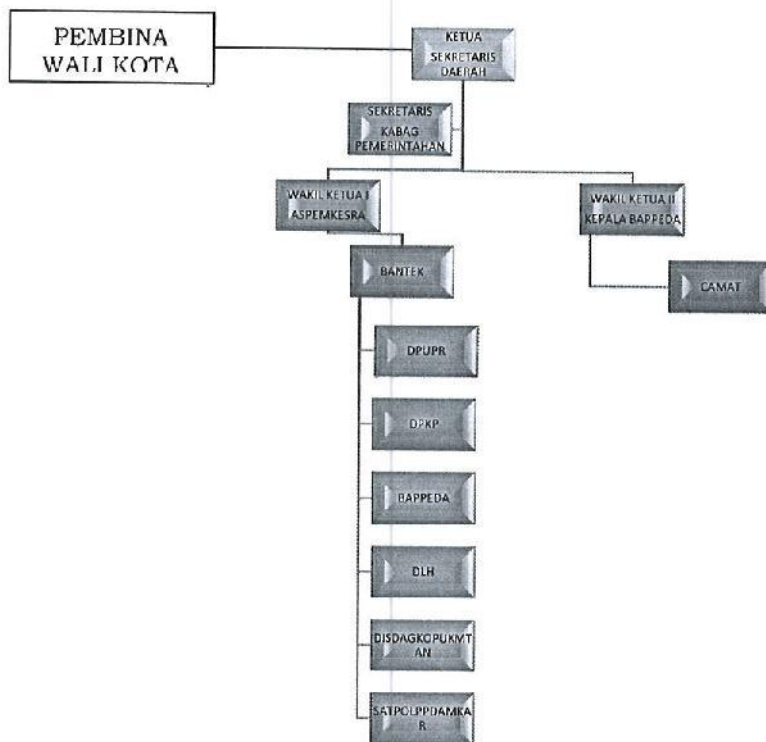 PEMBINA
WALI KOTA
KETUA
SEKRETARIS
DAERAH
SEKRETARIS
KABAG
PEMERINTAHAN
WAKIL KETUA I
ASPEMKESRA
WAKIL KETUA II
KEPALA BAPPEDA
BANTEK
CAMAT
DPUPR
DPKP
BAPPEDA
DLH
DISDAGKOPUKMT
AN
SATPOLPPDAMKA
R